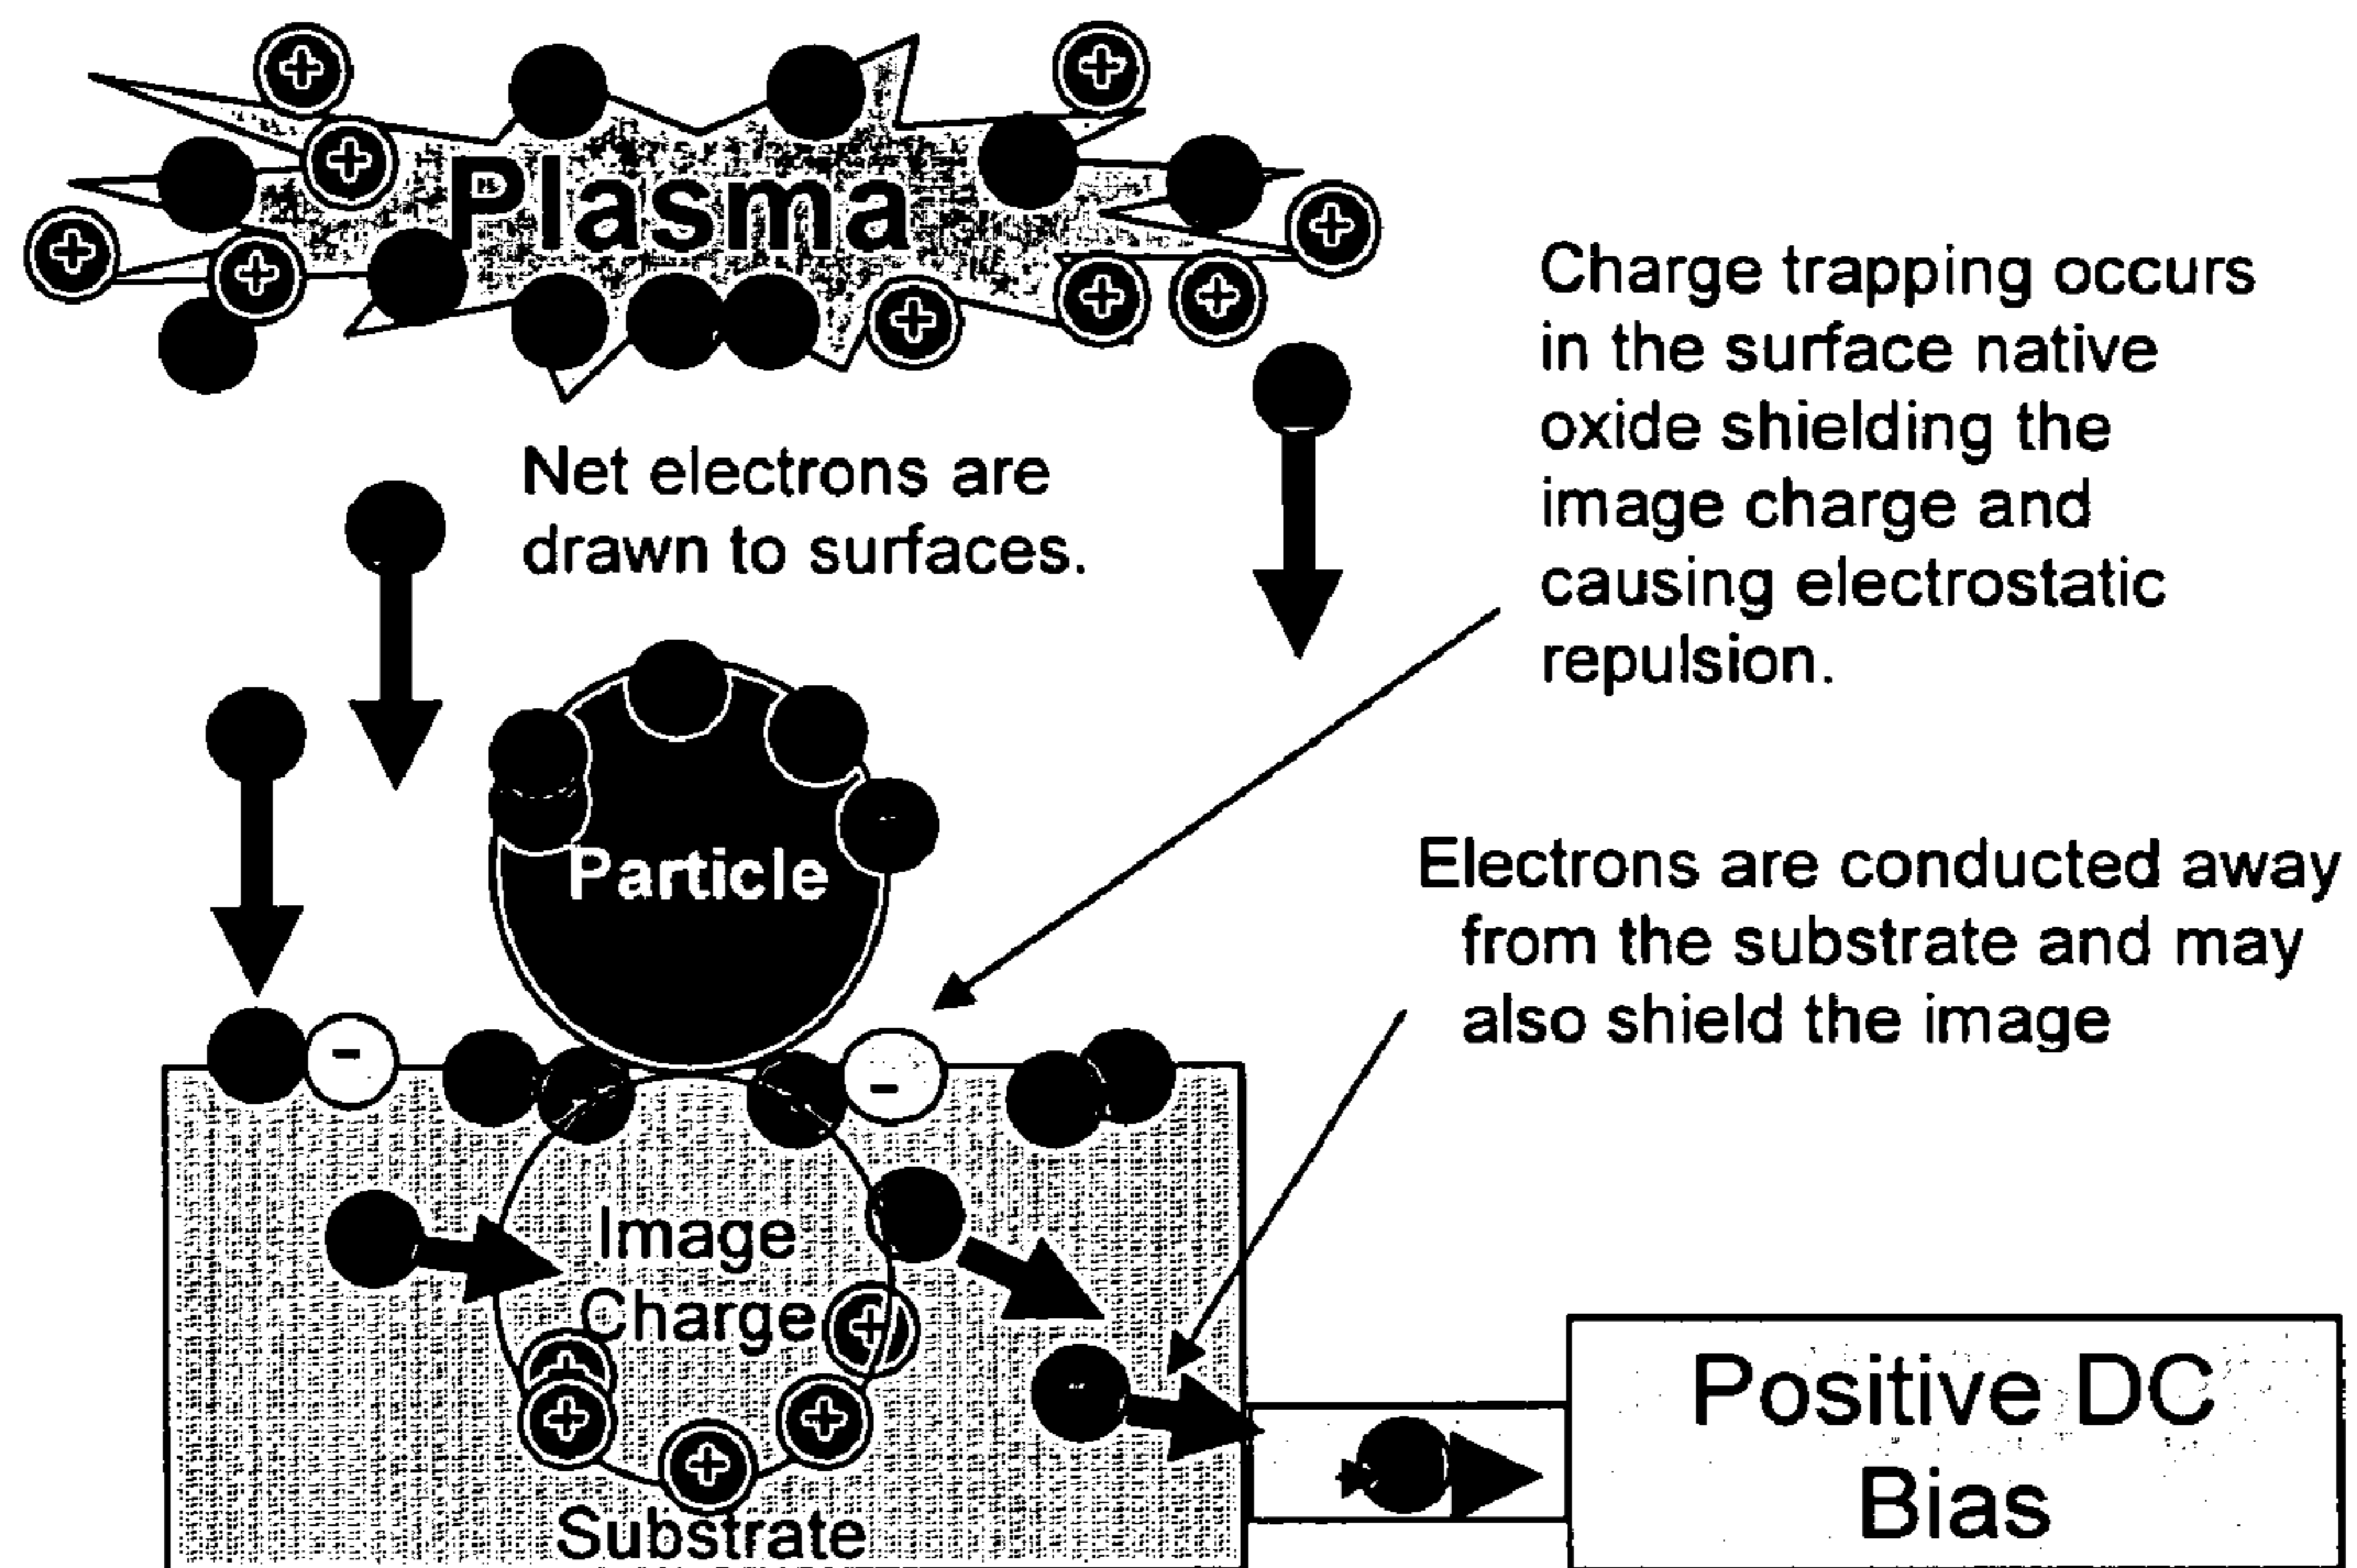 Plasma
Charge trapping occurs
in the surface native
oxide shielding the
image charge and
causing electrostatic
repulsion.
Net electrons are
drawn to surfaces.
Particle
Electrons are conducted away
from the substrate and may
also shield the image
Image
Charge
Substrate
Positive DC
Bias